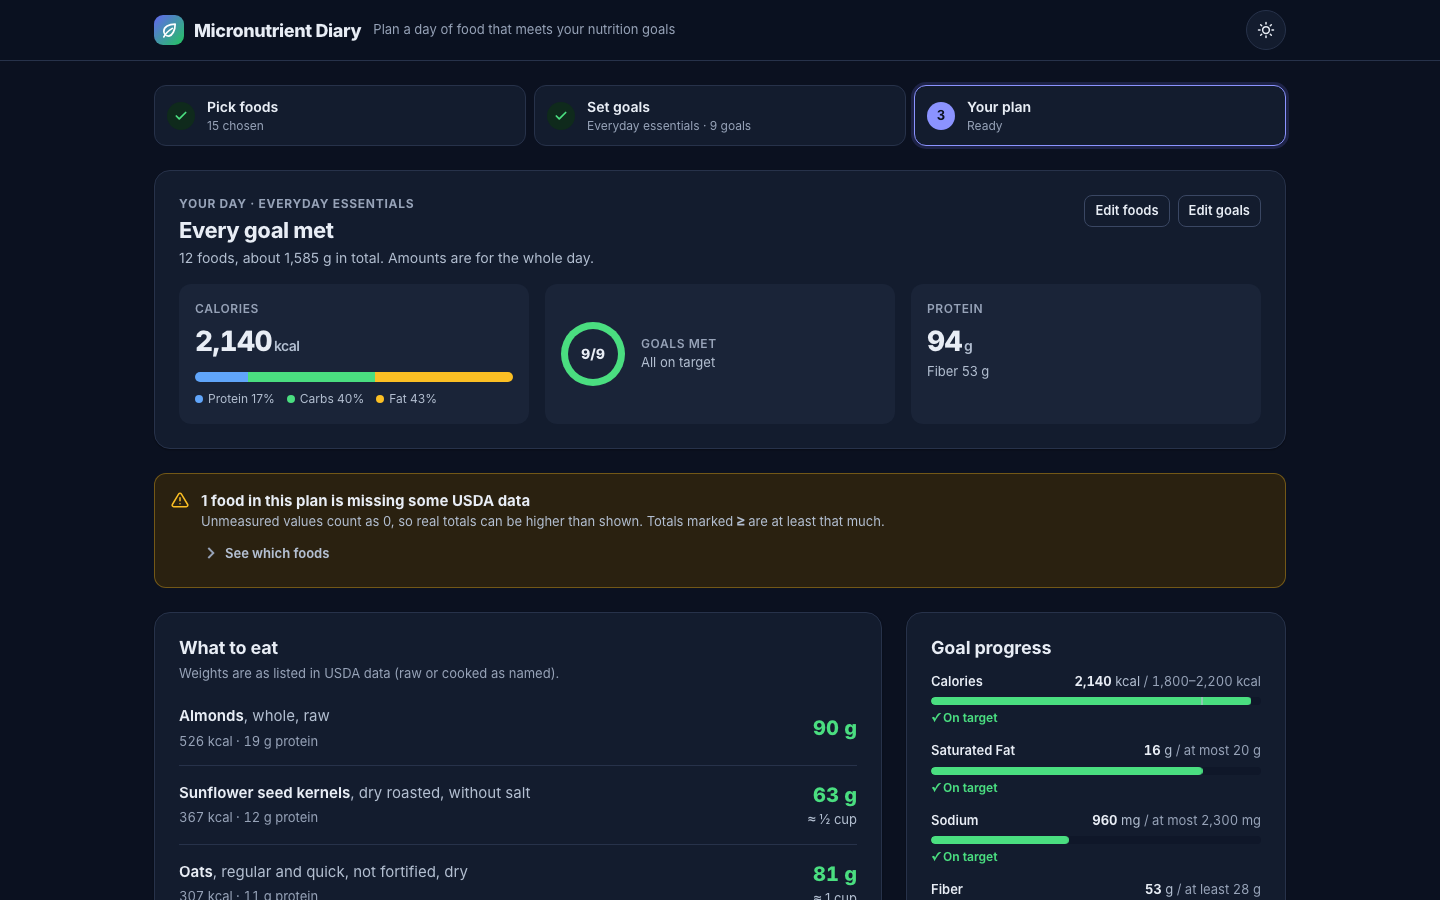 Micronutrient Diary
Plan a day of food that meets your nutrition goals
Pick foods
15 chosen
Set goals
Everyday essentials · 9 goals
3
Your plan
Ready
YOUR DAY · EVERYDAY ESSENTIALS
Every goal met
12 foods, about 1,585 g in total. Amounts are for the whole day.
Edit foods
Edit goals
CALORIES
2,140 kcal
Protein 17% Carbs 40% Fat 43%
9/9
GOALS MET
All on target
PROTEIN
94 g
Fiber 53 g
1 food in this plan is missing some USDA data
Unmeasured values count as 0, so real totals can be higher than shown. Totals marked ≥ are at least that much.
See which foods
What to eat
Weights are as listed in USDA data (raw or cooked as named).
Almonds, whole, raw
526 kcal · 19 g protein
90 g
Sunflower seed kernels, dry roasted, without salt
367 kcal · 12 g protein
63 g
≈ ½ cup
Oats, regular and quick, not fortified, dry
307 kcal · 11 g protein
81 g
≈ 1 cup
Goal progress
Calories 2,140 kcal / 1,800–2,200 kcal
✓ On target
Saturated Fat 16 g / at most 20 g
✓ On target
Sodium 960 mg / at most 2,300 mg
✓ On target
Fiber 53 g / at least 28 g